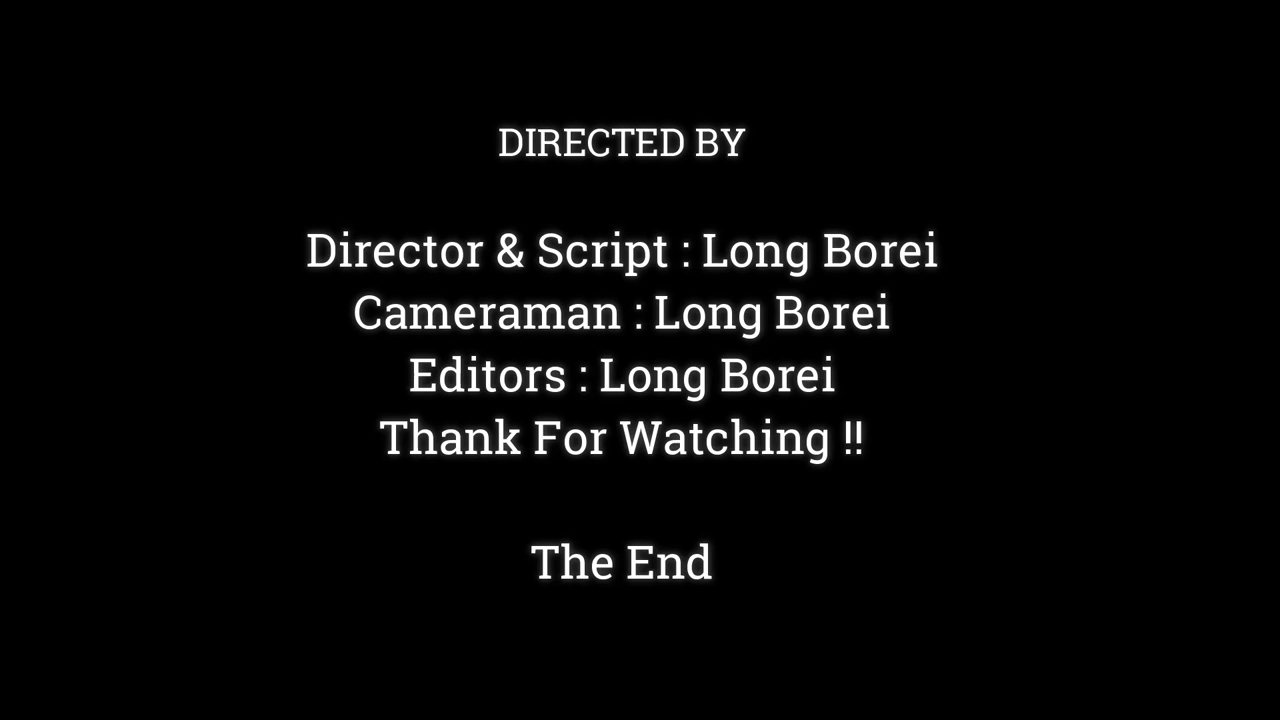 DIRECTED BY
Director & Script : Long Borei
Cameraman : Long Borei
Editors : Long Borei
Thank For Watching !!
The End